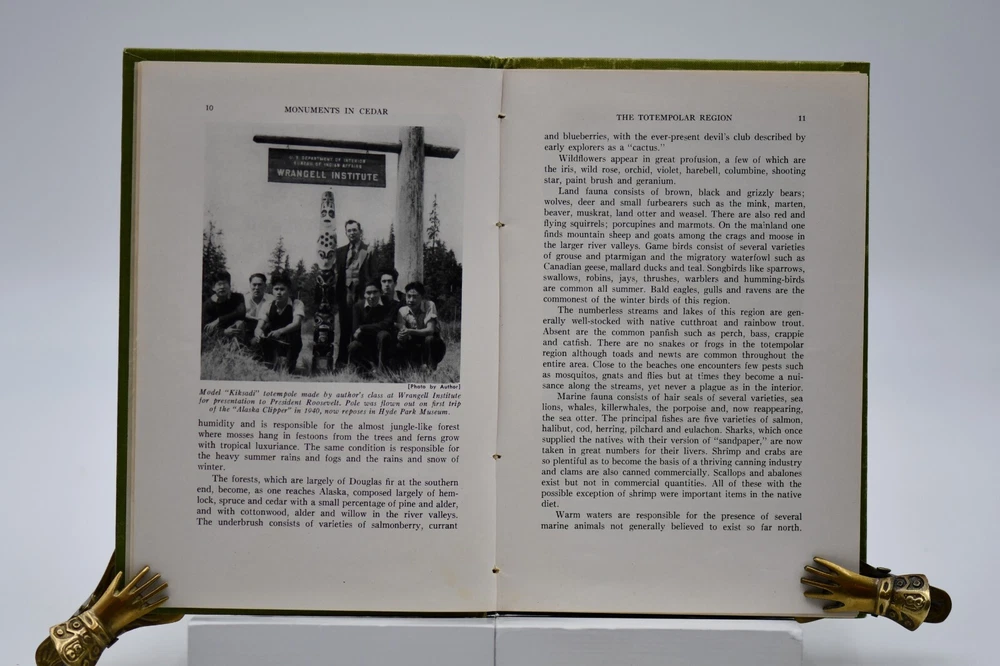 10
MONUMENTS IN CEDAR
U. S. DEPARTMENT OF INTERIOR
BUREAU OF INDIAN AFFAIRS
WRANGELL INSTITUTE
[Photo by Author]
Model "Kiksadi" totempole made by author's class at Wrangell Institute
for presentation to President Roosevelt. Pole was flown out on first trip
of the "Alaska Clipper" in 1940, now reposes in Hyde Park Museum.
humidity and is responsible for the almost jungle-like forest
where mosses hang in festoons from the trees and ferns grow
with tropical luxuriance. The same condition is responsible for
the heavy summer rains and fogs and the rains and snow of
winter.
The forests, which are largely of Douglas fir at the southern
end, become, as one reaches Alaska, composed largely of hem-
lock, spruce and cedar with a small percentage of pine and alder,
and with cottonwood, alder and willow in the river valleys.
The underbrush consists of varieties of salmonberry, currant
THE TOTEMPOLAR REGION
11
and blueberries, with the ever-present devil's club described by
early explorers as a "cactus."
Wildflowers appear in great profusion, a few of which are
the iris, wild rose, orchid, violet, harebell, columbine, shooting
star, paint brush and geranium.
Land fauna consists of brown, black and grizzly bears;
wolves, deer and small furbearers such as the mink, marten,
beaver, muskrat, land otter and weasel. There are also red and
flying squirrels; porcupines and marmots. On the mainland one
finds mountain sheep and goats among the crags and moose in
the larger river valleys. Game birds consist of several varieties
of grouse and ptarmigan and the migratory waterfowl such as
Canadian geese, mallard ducks and teal. Songbirds like sparrows,
swallows, robins, jays, thrushes, warblers and humming-birds
are common all summer. Bald eagles, gulls and ravens are the
commonest of the winter birds of this region.
The numberless streams and lakes of this region are gen-
erally well-stocked with native cutthroat and rainbow trout.
Absent are the common panfish such as perch, bass, crappie
and catfish. There are no snakes or frogs in the totempolar
region although toads and newts are common throughout the
entire area. Close to the beaches one encounters few pests such
as mosquitos, gnats and flies but at times they become a nui-
sance along the streams, yet never a plague as in the interior.
Marine fauna consists of hair seals of several varieties, sea
lions, whales, killerwhales, the porpoise and, now reappearing,
the sea otter. The principal fishes are five varieties of salmon,
halibut, cod, herring, pilchard and eulachon. Sharks, which once
supplied the natives with their version of "sandpaper," are now
taken in great numbers for their livers. Shrimp and crabs are
so plentiful as to become the basis of a thriving canning industry
and clams are also canned commercially. Scallops and abalones
exist but not in commercial quantities. All of these with the
possible exception of shrimp were important items in the native
diet.
Warm waters are responsible for the presence of several
marine animals not generally believed to exist so far north.